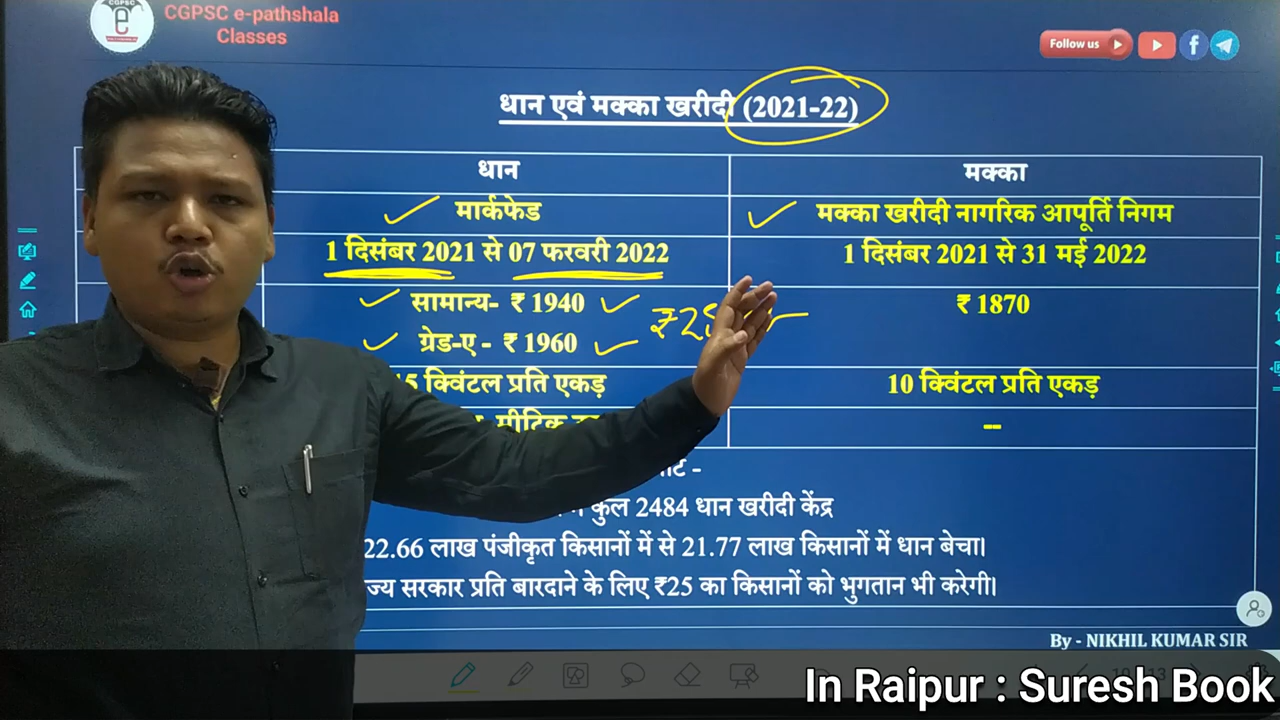 CGPSC
e
CGPSC e-pathshala
Classes
Follow us
धान एवं मक्का खरीदी (2021-22)
धान
मक्का
मार्कफेड
मक्का खरीदी नागरिक आपूर्ति निगम
1 दिसंबर 2021 से 07 फरवरी 2022
1 दिसंबर 2021 से 31 मई 2022
सामान्य- ₹ 1940
₹ 1870
ग्रेड-ए - ₹ 1960
क्विंटल प्रति एकड़
10 क्विंटल प्रति एकड़
--
कुल 2484 धान खरीदी केंद्र
22.66 लाख पंजीकृत किसानों में से 21.77 लाख किसानों में धान बेचा।
सरकार प्रति बारदाने के लिए ₹25 का किसानों को भुगतान भी करेगी।
By - NIKHIL KUMAR SIR
In Raipur : Suresh Book